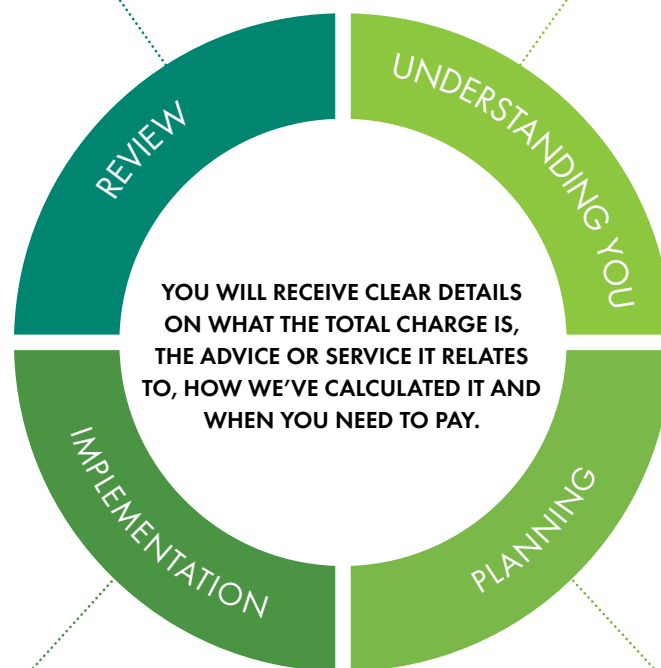 REVIEW
UNDERSTANDING YOU
YOU WILL RECEIVE CLEAR DETAILS
ON WHAT THE TOTAL CHARGE IS,
THE ADVICE OR SERVICE IT RELATES
TO, HOW WE’VE CALCULATED IT AND
WHEN YOU NEED TO PAY.
IMPLEMENTATION
PLANNING